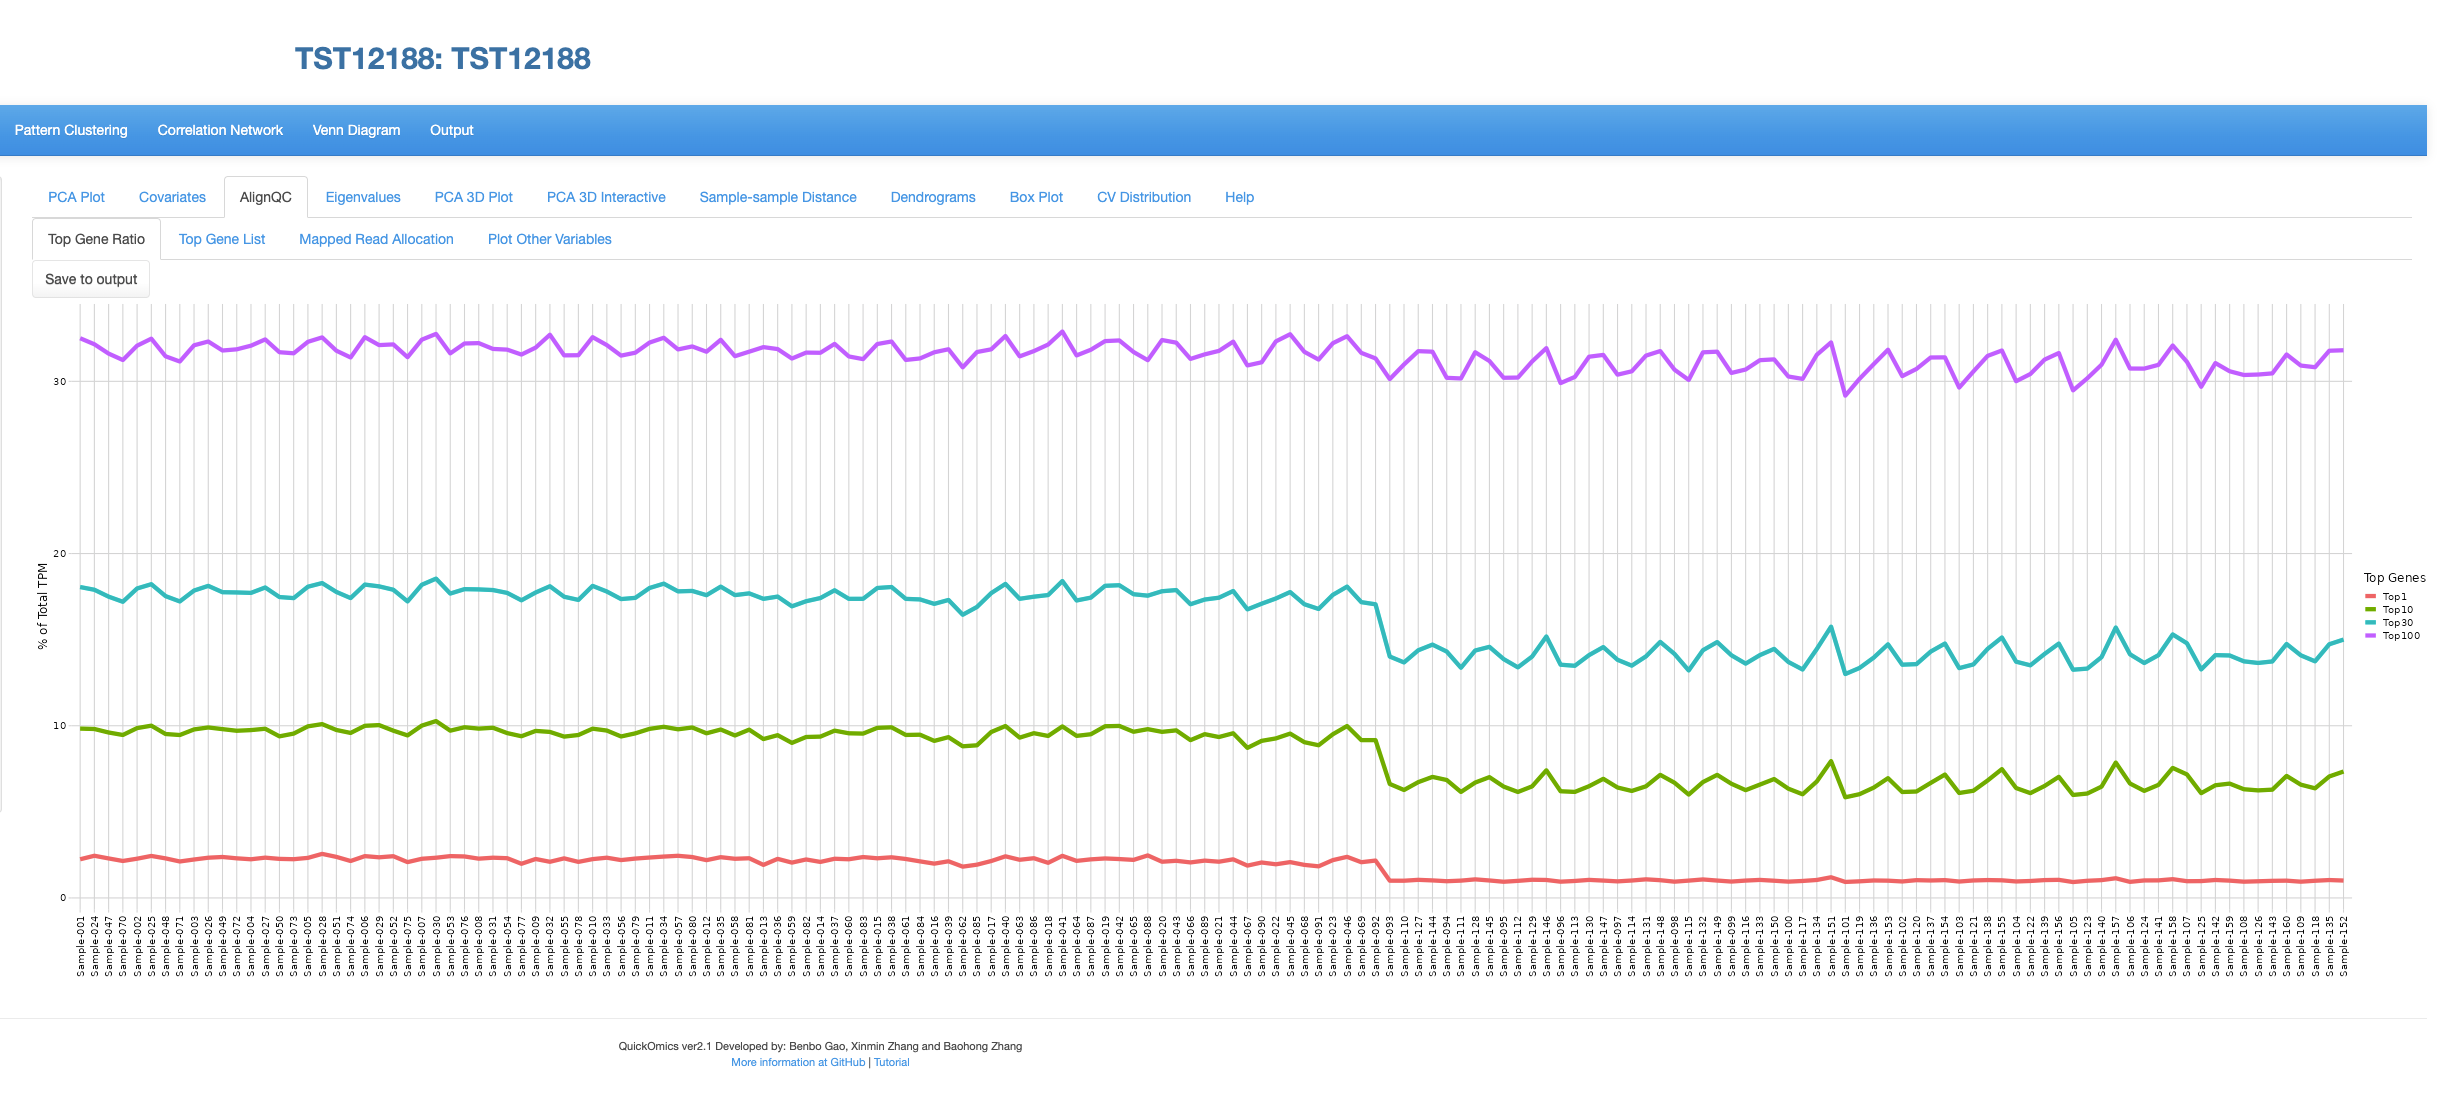 TST12188: TST12188
Pattern Clustering Correlation Network Venn Diagram Output
PCA Plot Covariates AlignQC Eigenvalues PCA 3D Plot PCA 3D Interactive Sample-sample Distance Dendrograms Box Plot CV Distribution Help
Top Gene Ratio Top Gene List Mapped Read Allocation Plot Other Variables
Save to output
30
20
10
0
% of Total TPM
Top Genes
Top1
Top10
Top30
Top100
Sample-001
Sample-024
Sample-047
Sample-070
Sample-002
Sample-025
Sample-048
Sample-071
Sample-003
Sample-026
Sample-049
Sample-072
Sample-004
Sample-027
Sample-050
Sample-073
Sample-005
Sample-028
Sample-051
Sample-074
Sample-006
Sample-029
Sample-052
Sample-075
Sample-007
Sample-030
Sample-053
Sample-076
Sample-008
Sample-031
Sample-054
Sample-077
Sample-009
Sample-032
Sample-055
Sample-078
Sample-010
Sample-033
Sample-056
Sample-079
Sample-011
Sample-034
Sample-057
Sample-080
Sample-012
Sample-035
Sample-058
Sample-081
Sample-013
Sample-036
Sample-059
Sample-082
Sample-014
Sample-037
Sample-060
Sample-083
Sample-015
Sample-038
Sample-061
Sample-084
Sample-016
Sample-039
Sample-062
Sample-085
Sample-017
Sample-040
Sample-063
Sample-086
Sample-018
Sample-041
Sample-064
Sample-087
Sample-019
Sample-042
Sample-065
Sample-088
Sample-020
Sample-043
Sample-066
Sample-089
Sample-021
Sample-044
Sample-067
Sample-090
Sample-022
Sample-045
Sample-068
Sample-091
Sample-023
Sample-046
Sample-069
Sample-092
Sample-093
Sample-110
Sample-127
Sample-144
Sample-094
Sample-111
Sample-128
Sample-145
Sample-095
Sample-112
Sample-129
Sample-146
Sample-096
Sample-113
Sample-130
Sample-147
Sample-097
Sample-114
Sample-131
Sample-148
Sample-098
Sample-115
Sample-132
Sample-149
Sample-099
Sample-116
Sample-133
Sample-150
Sample-100
Sample-117
Sample-134
Sample-151
Sample-101
Sample-119
Sample-136
Sample-153
Sample-102
Sample-120
Sample-137
Sample-154
Sample-103
Sample-121
Sample-138
Sample-155
Sample-104
Sample-122
Sample-139
Sample-156
Sample-105
Sample-123
Sample-140
Sample-157
Sample-106
Sample-124
Sample-141
Sample-158
Sample-107
Sample-125
Sample-142
Sample-159
Sample-108
Sample-126
Sample-143
Sample-160
Sample-109
Sample-118
Sample-135
Sample-152
QuickOmics ver2.1 Developed by: Benbo Gao, Xinmin Zhang and Baohong Zhang
More information at GitHub | Tutorial